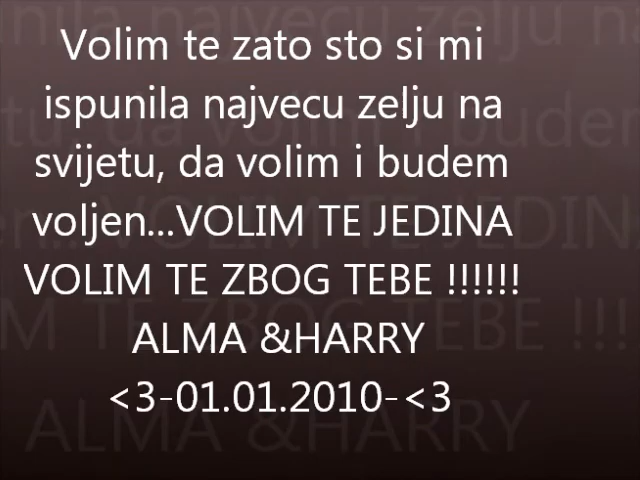 Volim te zato sto si mi
ispunila najvecu zelju na
svijetu, da volim i budem
voljen...VOLIM TE JEDINA
VOLIM TE ZBOG TEBE !!!!!!
ALMA &HARRY
<3-01.01.2010-<3